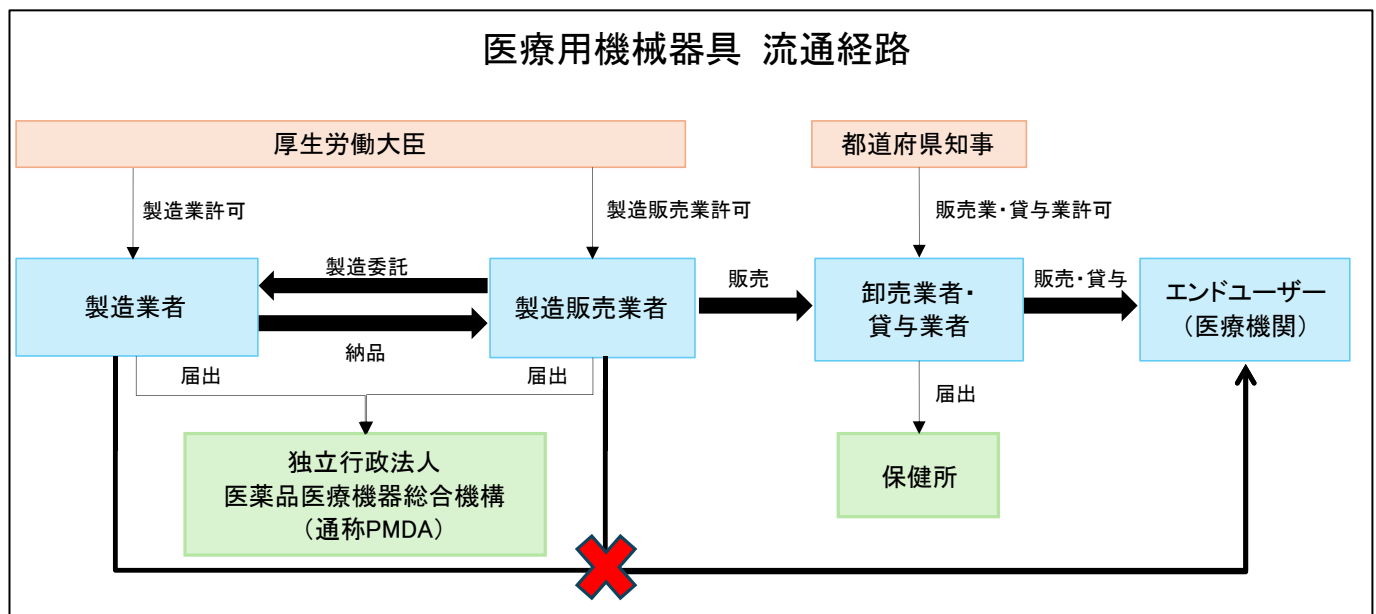 医療用機械器具 流通経路
厚生労働大臣
都道府県知事
製造業許可
製造販売業許可
販売業・貸与業許可
製造業者
製造委託
納品
製造販売業者
販売
卸売業者・
貸与業者
販売・貸与
エンドユーザー
（医療機関）
届出
届出
届出
独立行政法人
医薬品医療機器総合機構
（通称PMDA）
保健所